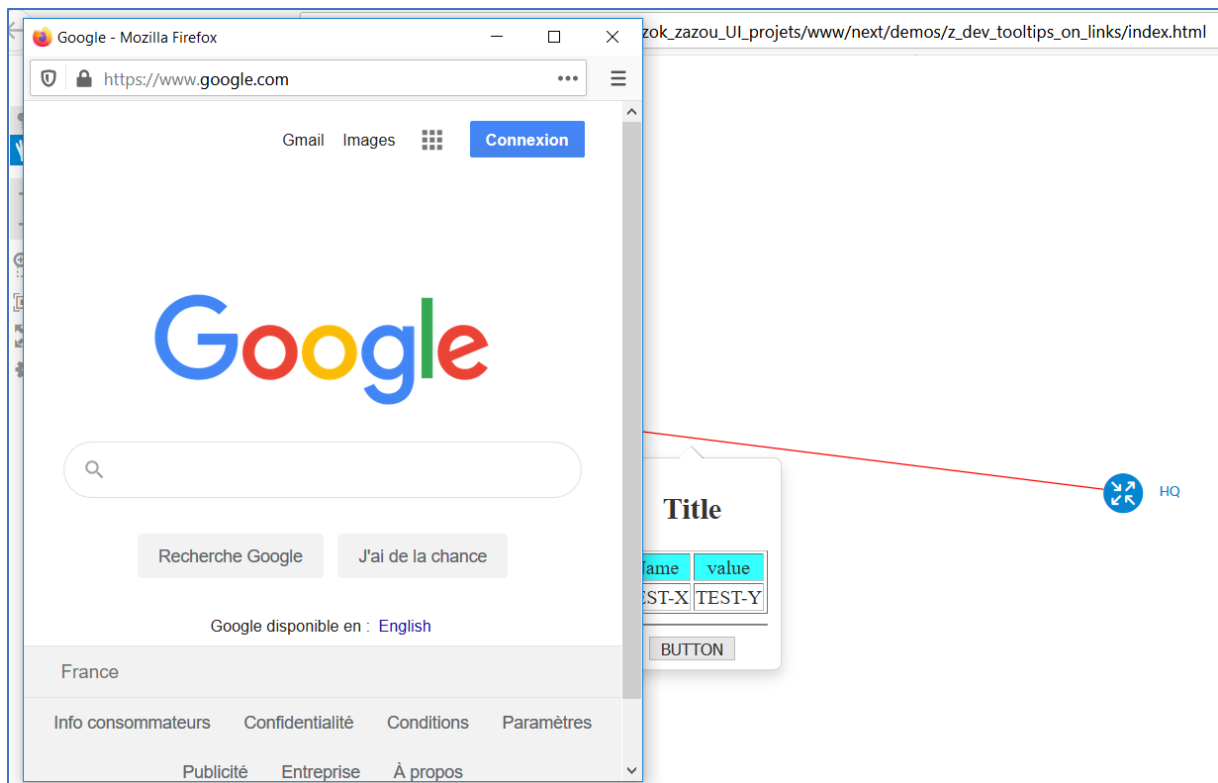 Google - Mozilla Firefox
zok_zazou_UI_projets/www/next/demos/z_dev_tooltips_on_links/index.html
https://www.google.com
Gmail Images Connexion
Google
Recherche Google J'ai de la chance
Google disponible en : English
France
Info consommateurs Confidentialité Conditions Paramètres
Publicité Entreprise À propos
HQ
Title
Name value
EST-X TEST-Y
BUTTON